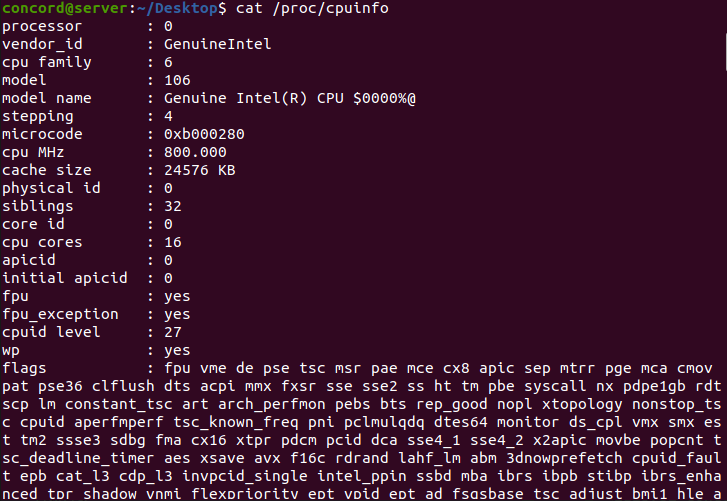 concord@server:~/Desktop$ cat /proc/cpuinfo
processor : 0
vendor_id : GenuineIntel
cpu family : 6
model : 106
model name : Genuine Intel(R) CPU $0000%@
stepping : 4
microcode : 0xb000280
cpu MHz : 800.000
cache size : 24576 KB
physical id : 0
siblings : 32
core id : 0
cpu cores : 16
apicid : 0
initial apicid : 0
fpu : yes
fpu_exception : yes
cpuid level : 27
wp : yes
flags : fpu vme de pse tsc msr pae mce cx8 apic sep mtrr pge mca cmov
pat pse36 clflush dts acpi mmx fxsr sse sse2 ss ht tm pbe syscall nx pdpe1gb rdt
scp lm constant_tsc art arch_perfmon pebs bts rep_good nopl xtopology nonstop_ts
c cpuid aperfmperf tsc_known_freq pni pclmulqdq dtes64 monitor ds_cpl vmx smx es
t tm2 ssse3 sdbg fma cx16 xtpr pdcm pcid dca sse4_1 sse4_2 x2apic movbe popcnt t
sc_deadline_timer aes xsave avx f16c rdrand lahf_lm abm 3dnowprefetch cpuid_faul
t epb cat_l3 cdp_l3 invpcid_single intel_ppin ssbd mba ibrs ibpb stibp ibrs_enha
nced tpr_shadow vnmi flexpriority ept vpid ept_ad fsgsbase tsc_adjust bmi1 hle